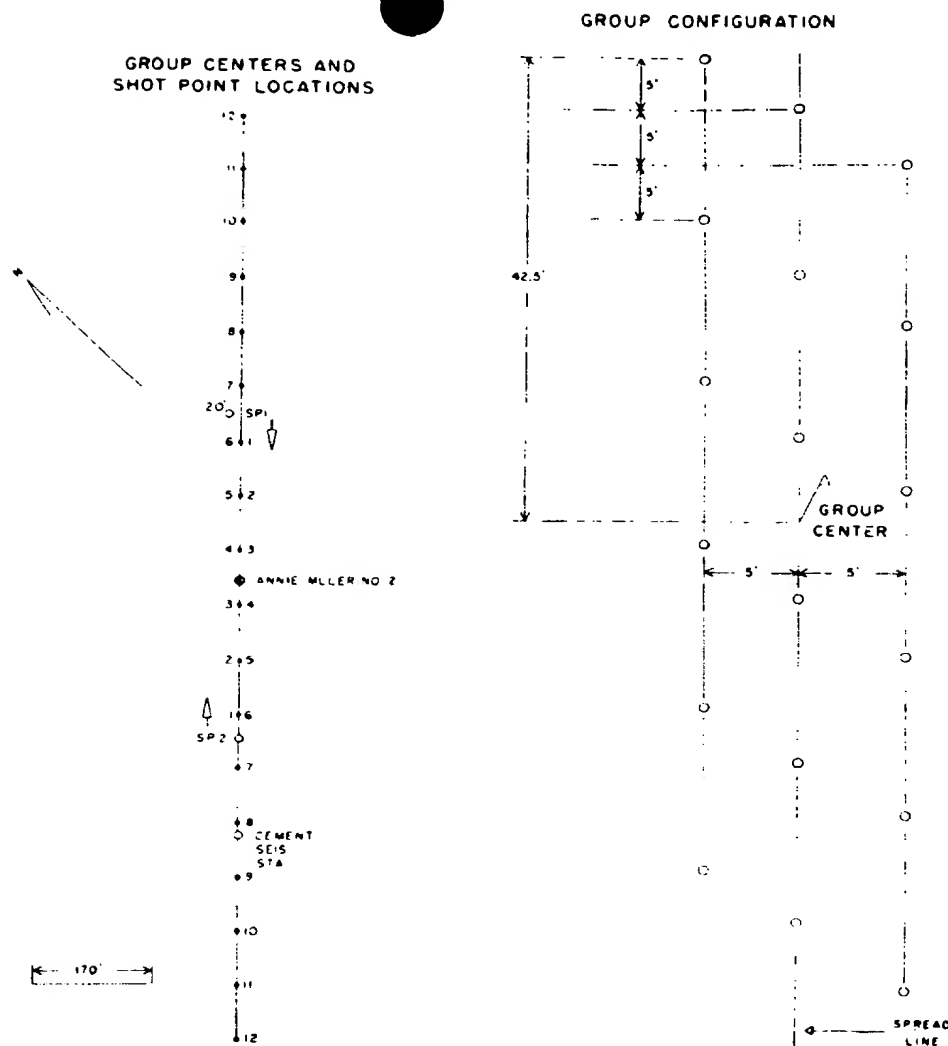 GROUP CONFIGURATION
GROUP CENTERS AND
SHOT POINT LOCATIONS
12
11
10
9
8
7
20' SP1
6 1
5 2
4 3
ANNIE MLLER NO 2
3 4
2 5
1 6
SP 2
7
8
CEMENT
SEIS
STA
9
10
11
12
170'
N
5'
5'
5'
42.5'
GROUP
CENTER
5'
5'
SPREAD
LINE